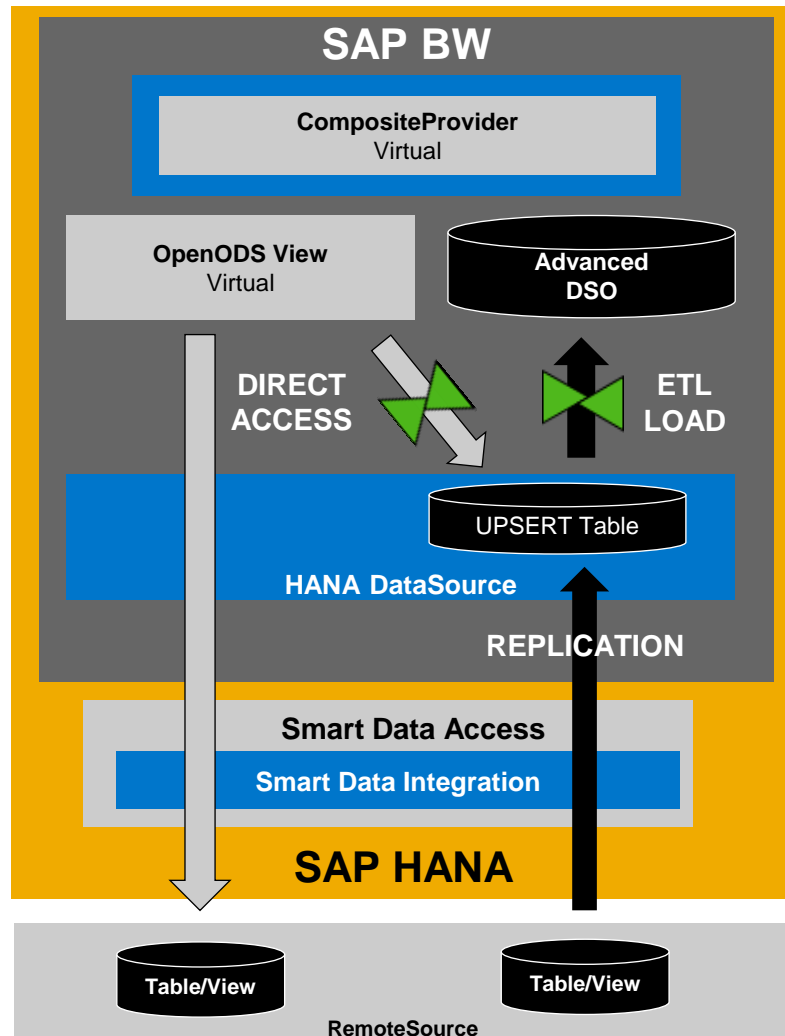 SAP BW
CompositeProvider
Virtual
OpenODS View
Virtual
Advanced
DSO
DIRECT
ACCESS
ETL
LOAD
UPSERT Table
HANA DataSource
REPLICATION
Smart Data Access
Smart Data Integration
SAP HANA
Table/View
Table/View
RemoteSource